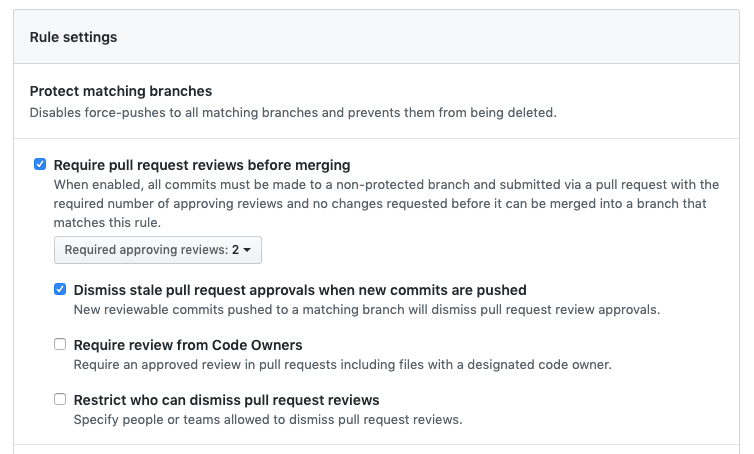 Rule settings
Protect matching branches
Disables force-pushes to all matching branches and prevents them from being deleted.
Require pull request reviews before merging
When enabled, all commits must be made to a non-protected branch and submitted via a pull request with the
required number of approving reviews and no changes requested before it can be merged into a branch that
matches this rule.
Required approving reviews: 2
Dismiss stale pull request approvals when new commits are pushed
New reviewable commits pushed to a matching branch will dismiss pull request review approvals.
Require review from Code Owners
Require an approved review in pull requests including files with a designated code owner.
Restrict who can dismiss pull request reviews
Specify people or teams allowed to dismiss pull request reviews.